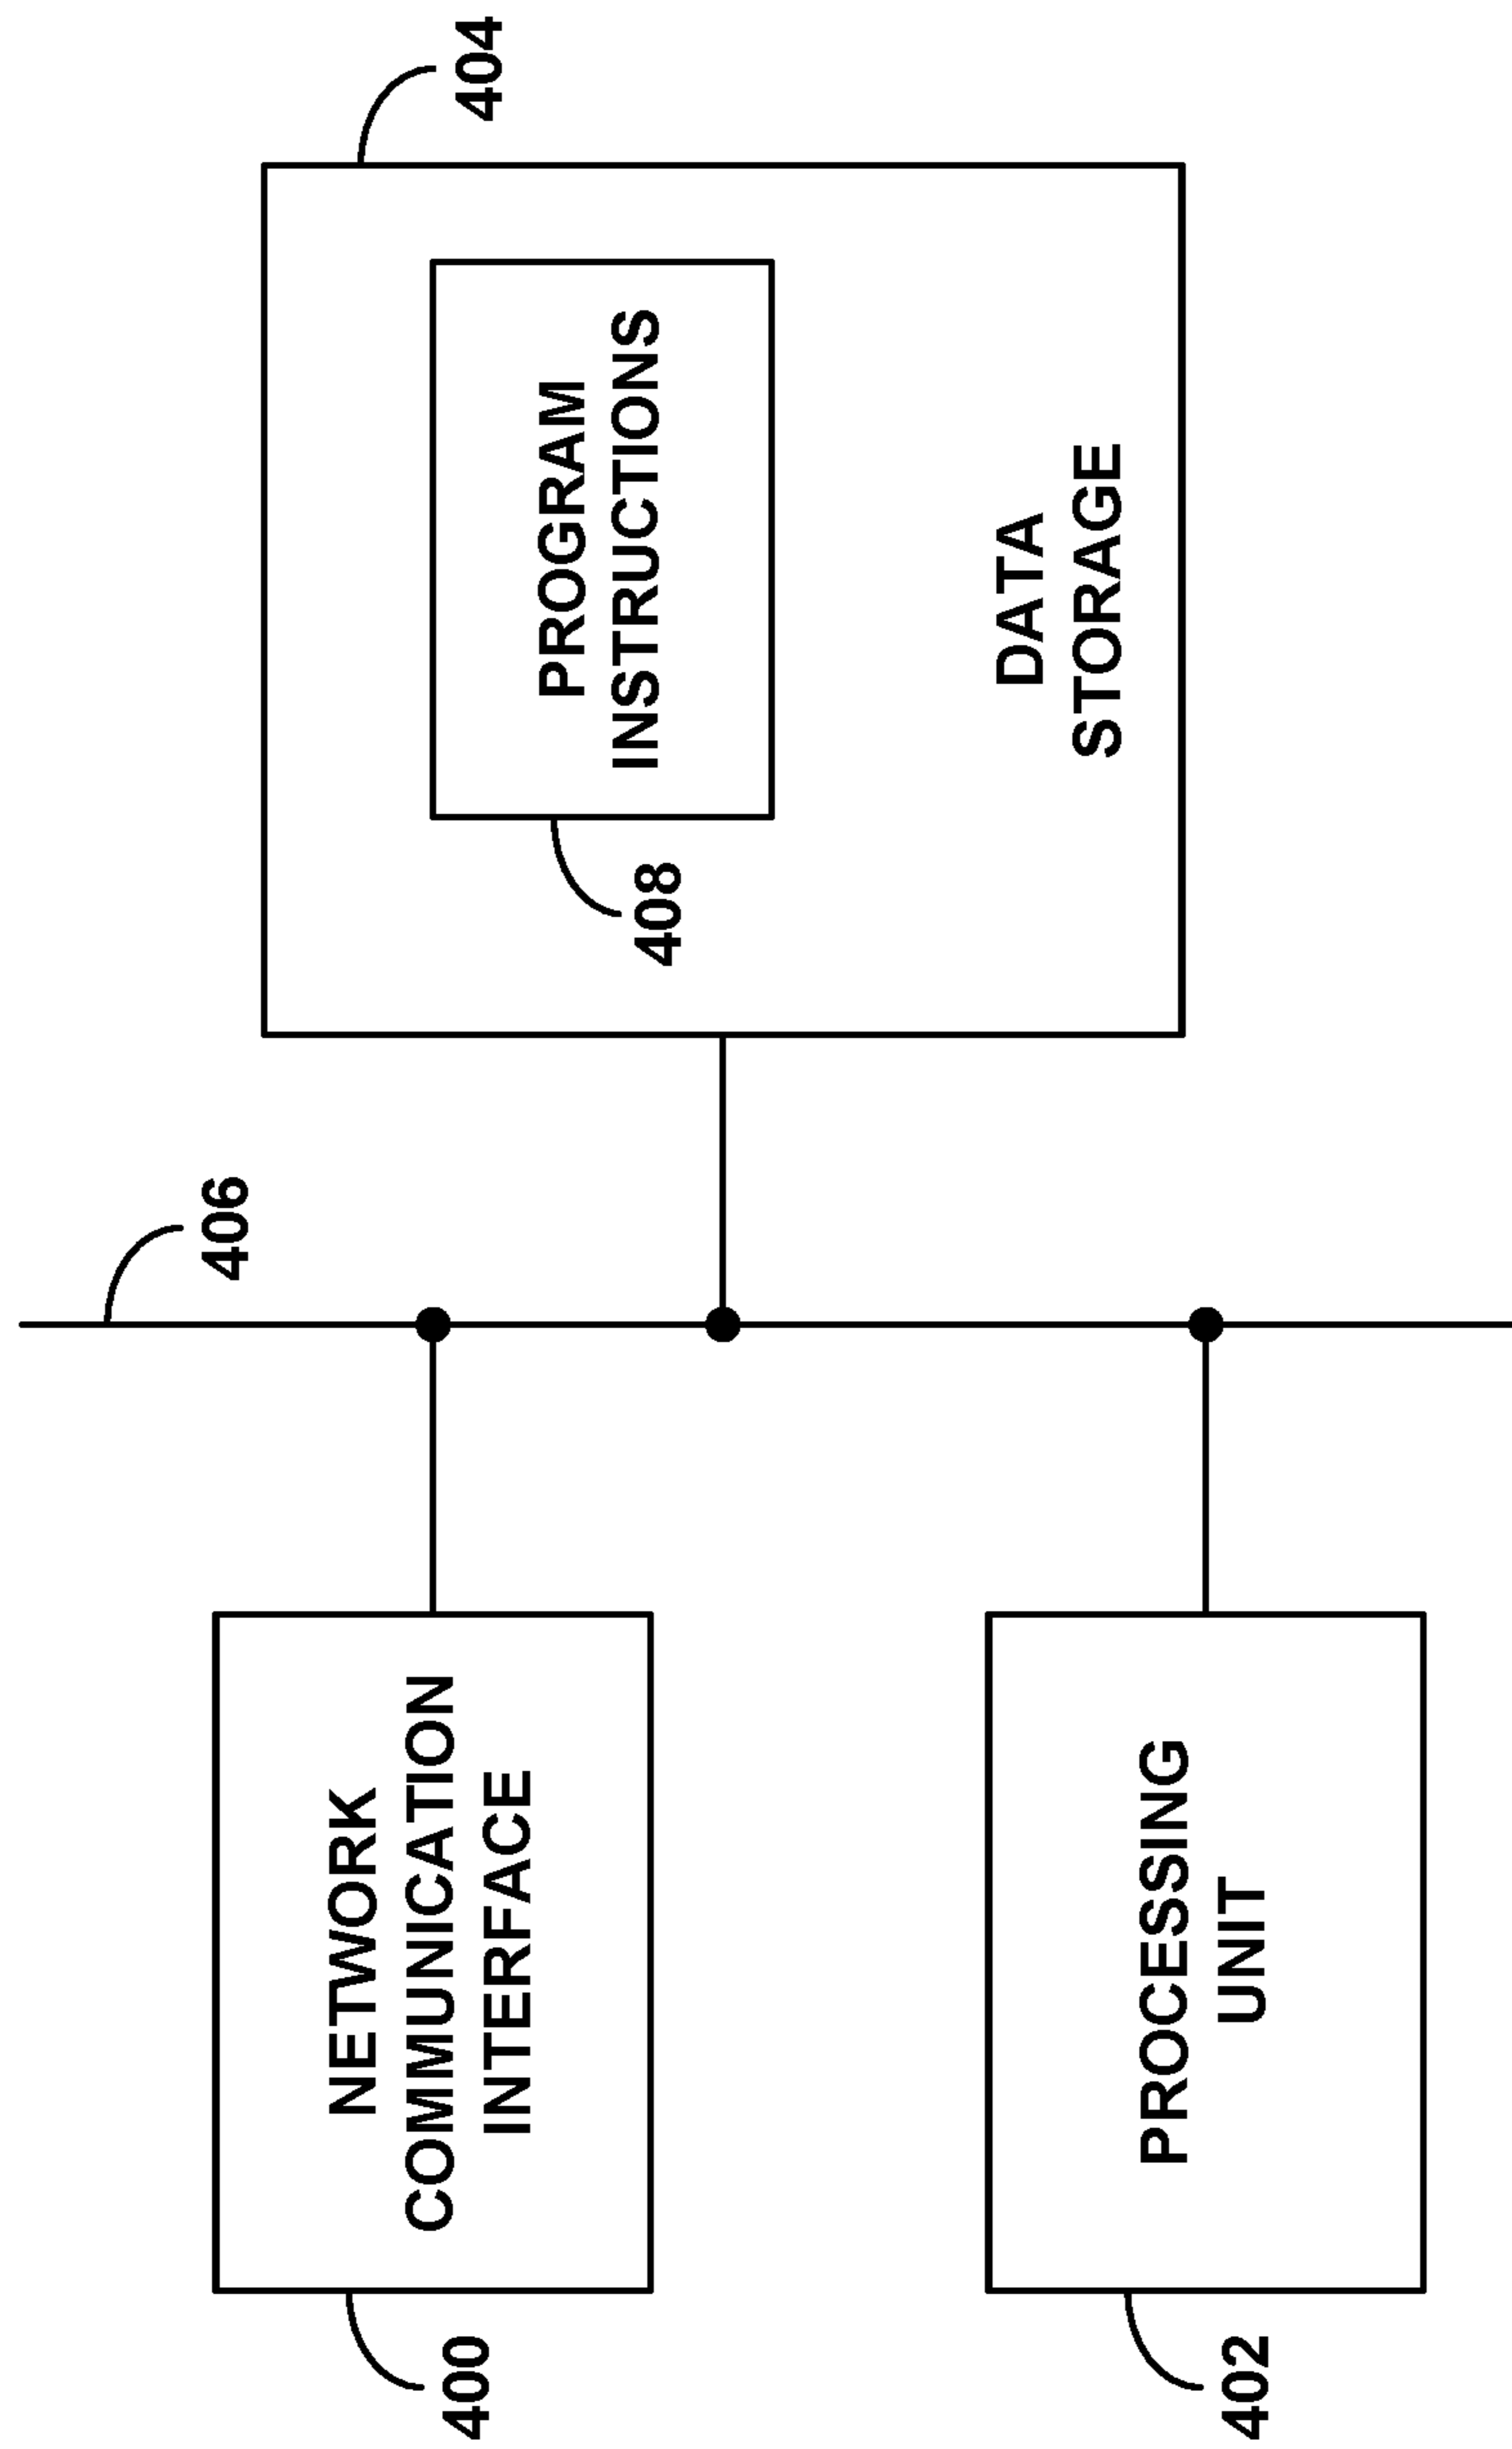 406
404
400
NETWORK
COMMUNICATION
INTERFACE
PROGRAM
INSTRUCTIONS
408
402
PROCESSING
UNIT
DATA
STORAGE